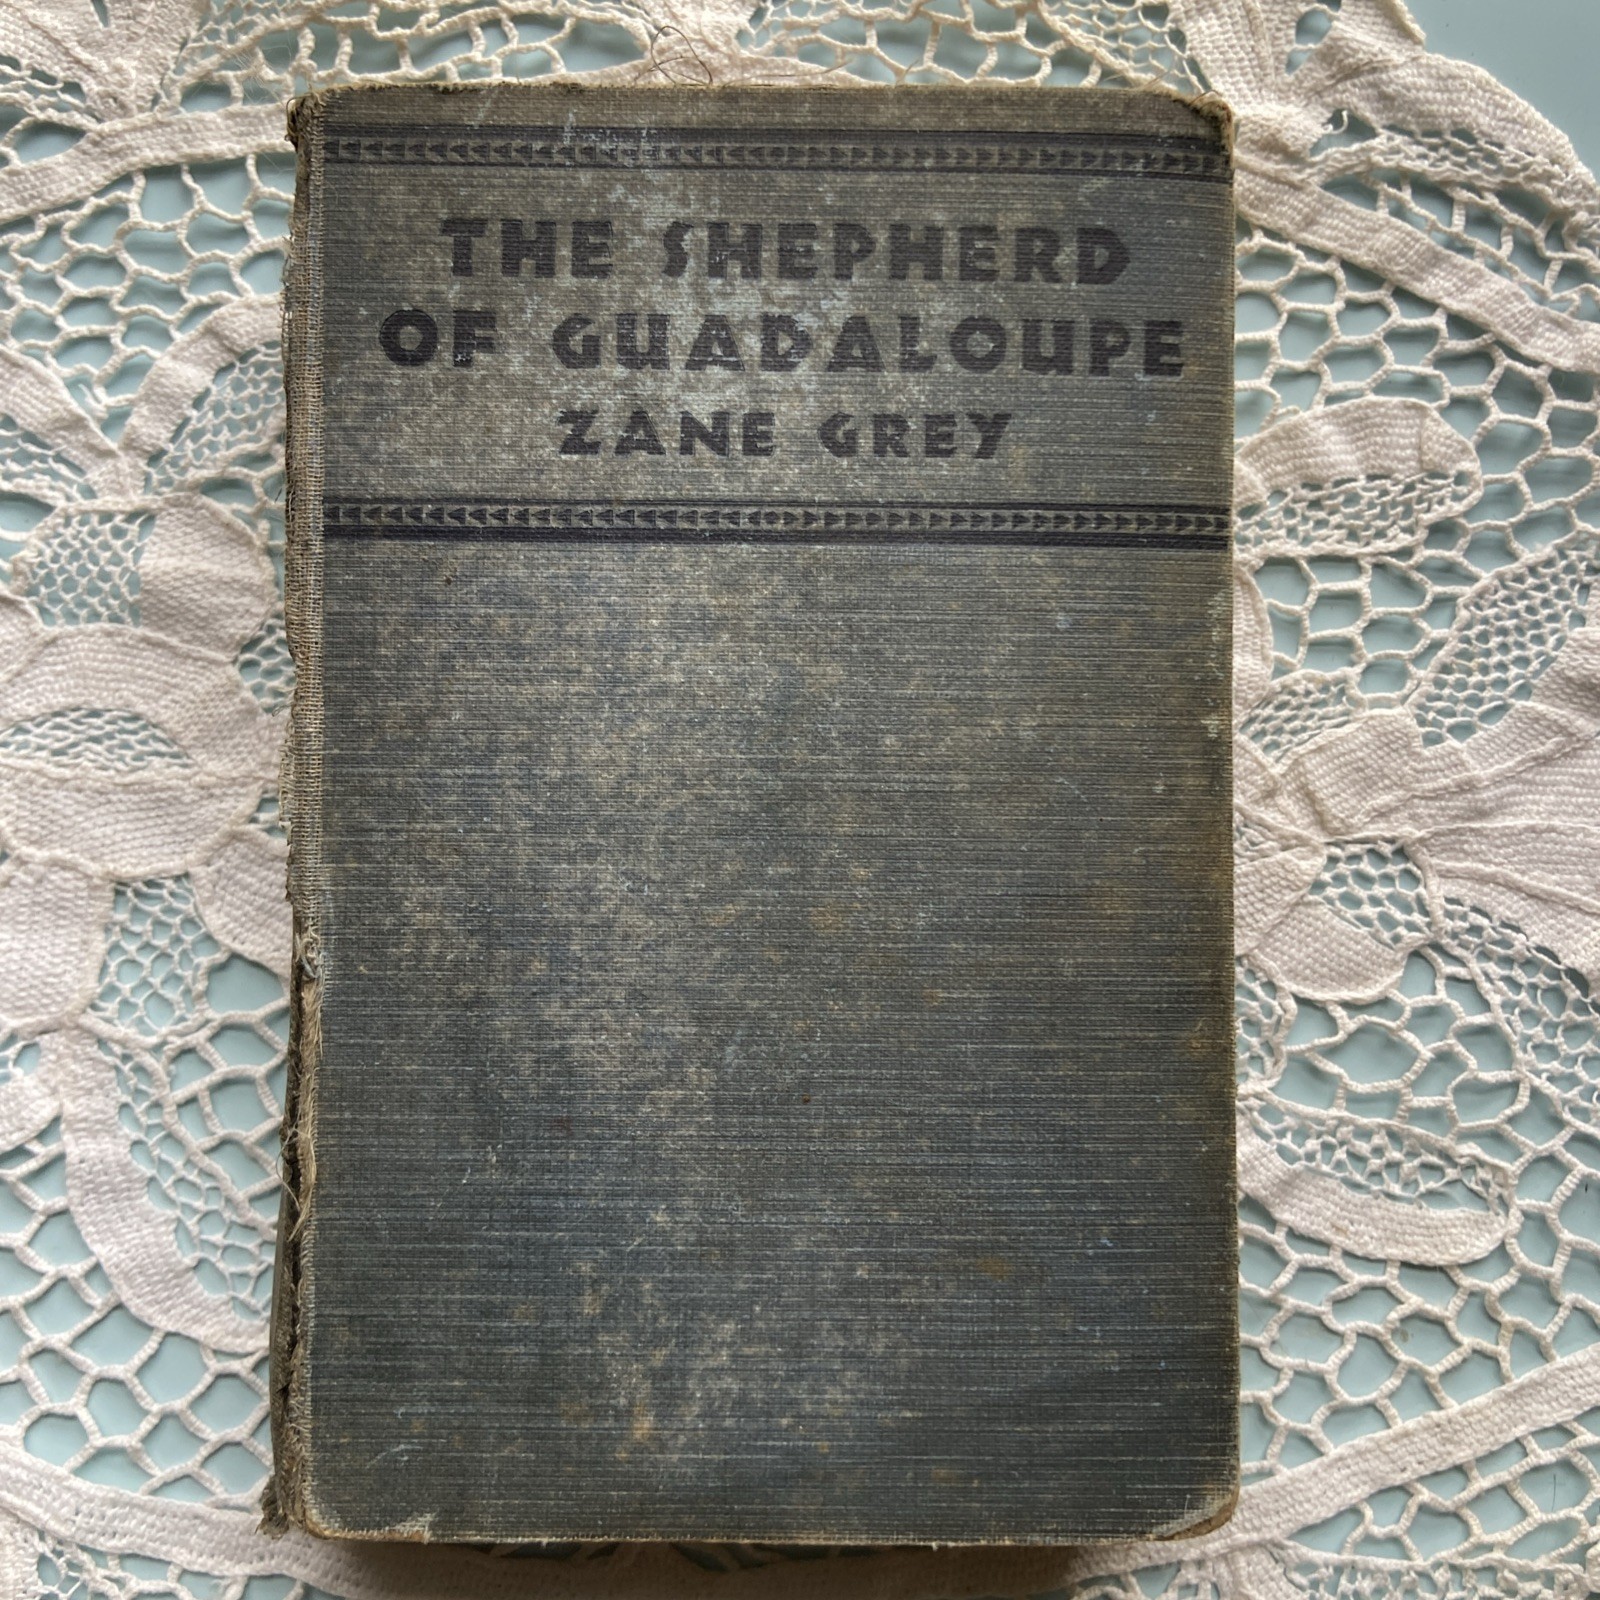 THE SHEPHERD
OF GUADALOUPE
ZANE GREY